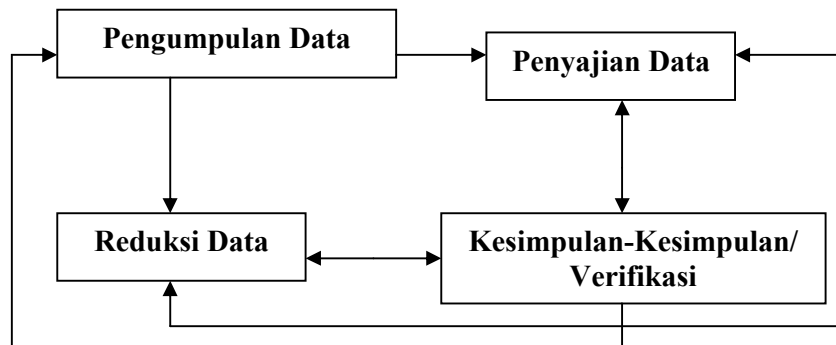 Pengumpulan Data
Penyajian Data
Reduksi Data
Kesimpulan-Kesimpulan/
Verifikasi